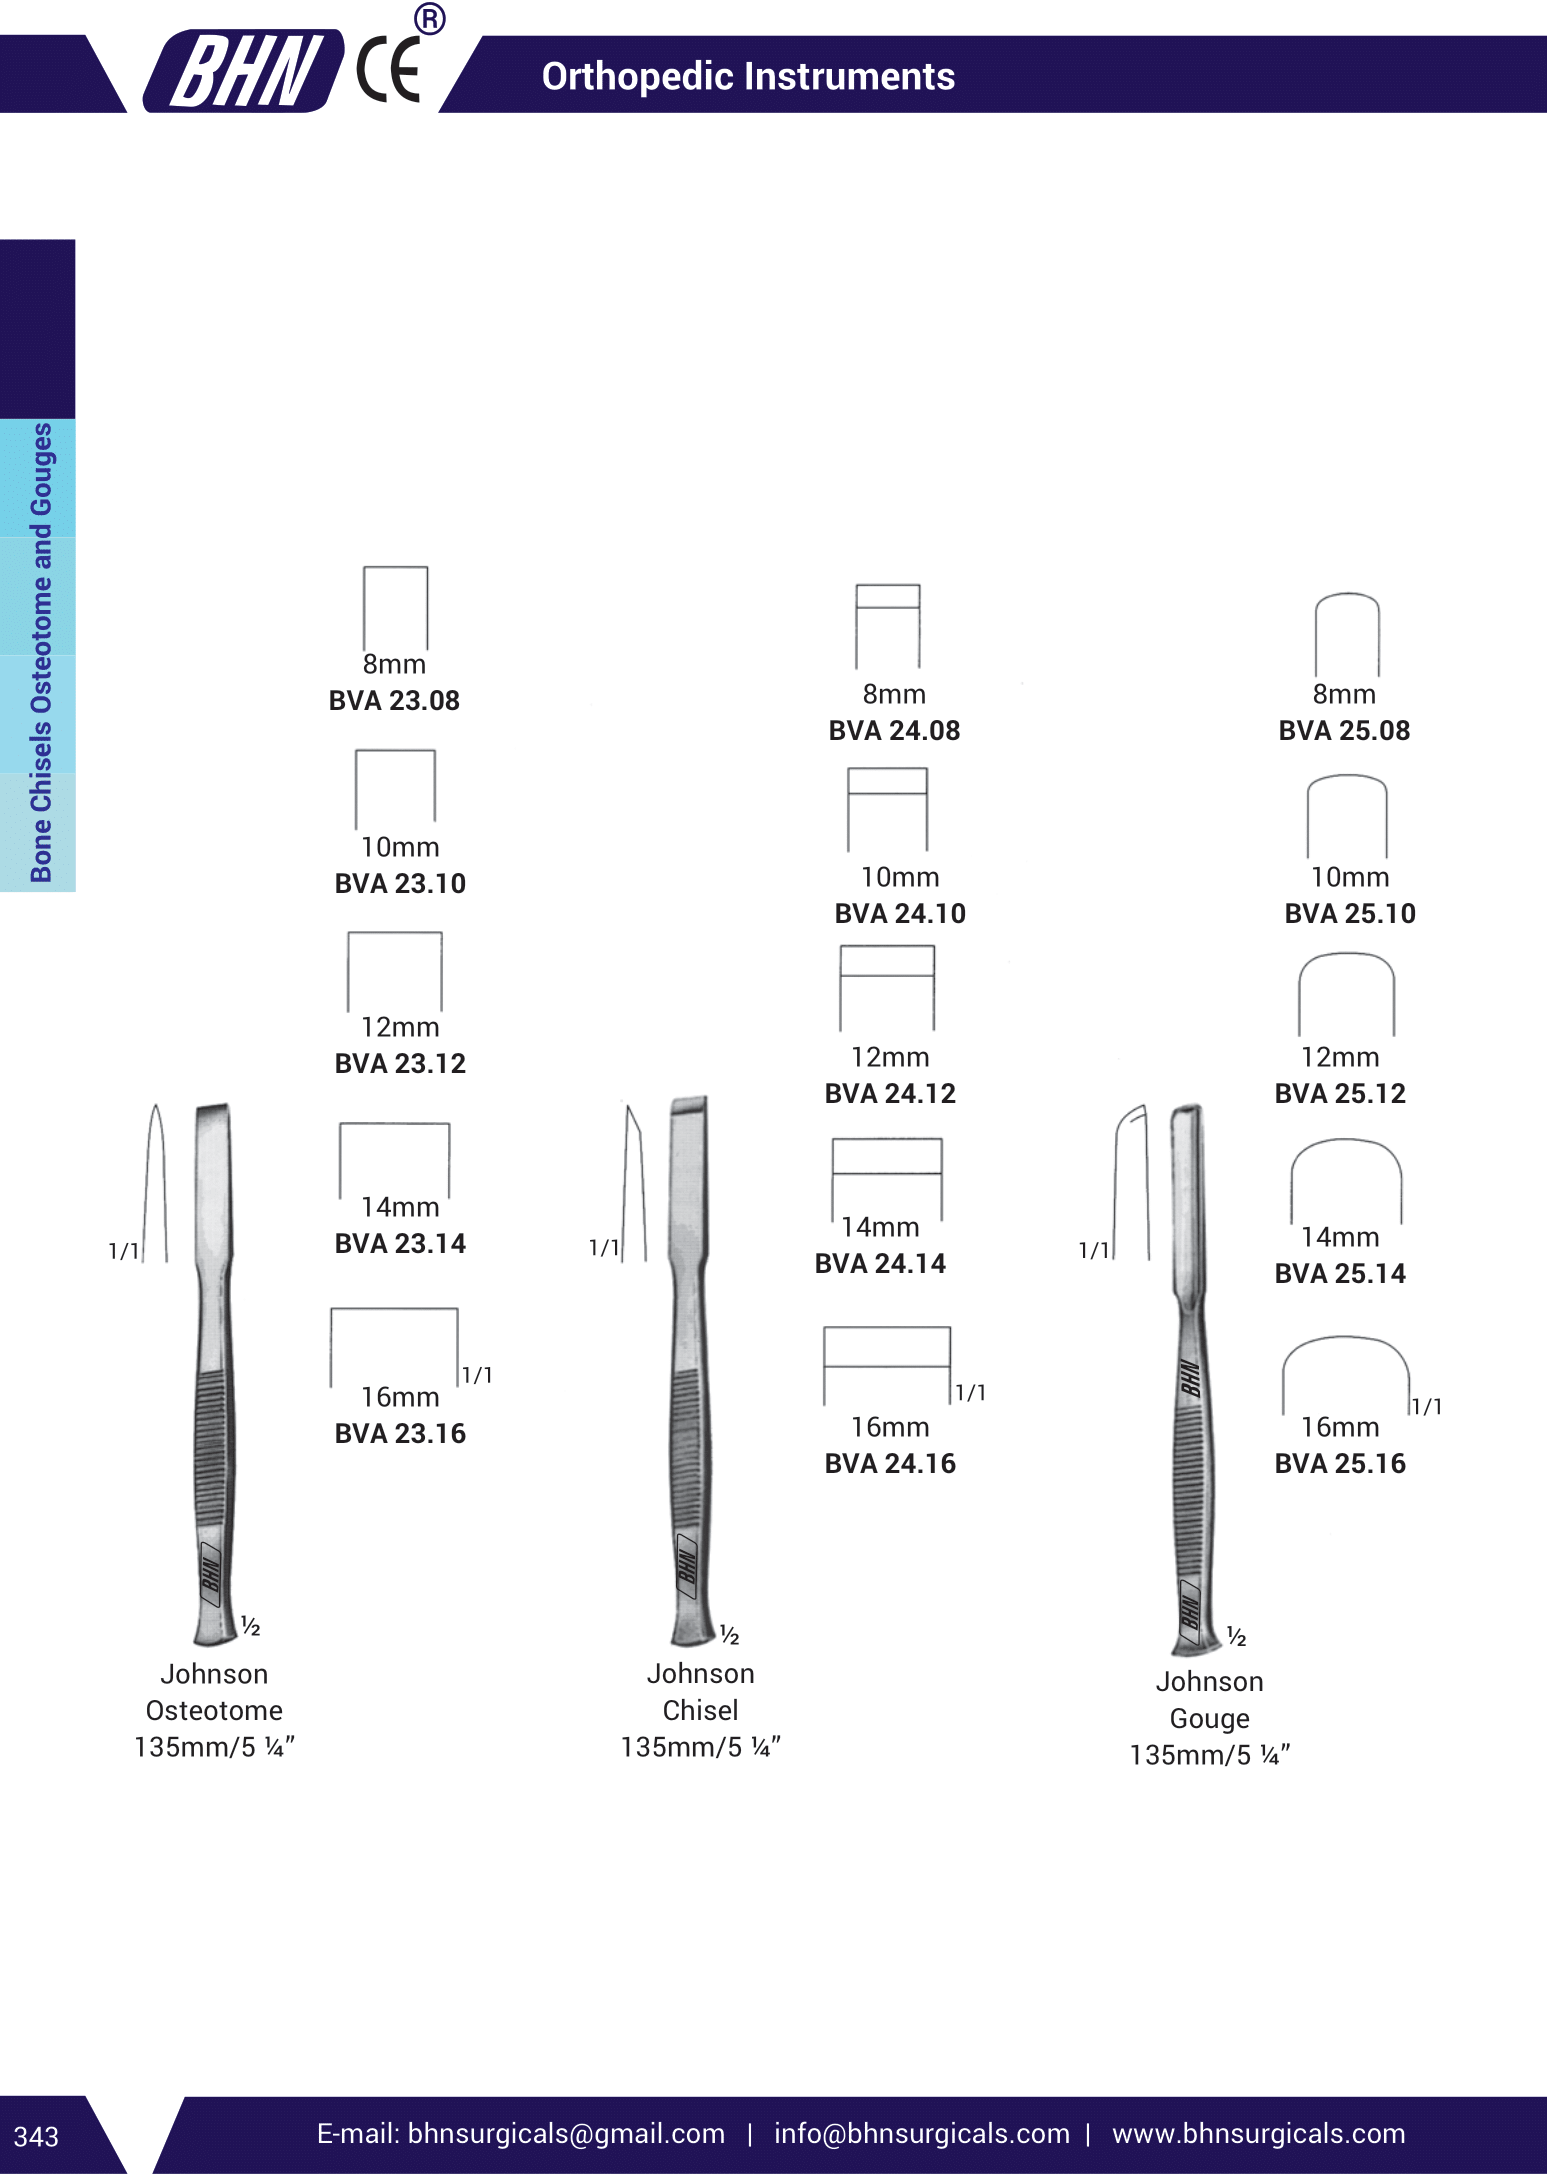 BHN CE ®
Orthopedic Instruments
Bone Chisels Osteotome and Gouges
8mm
BVA 23.08
10mm
BVA 23.10
12mm
BVA 23.12
14mm
BVA 23.14
16mm
BVA 23.16
1/1
1/1
BHN
½
Johnson
Osteotome
135mm/5 ¼”
8mm
BVA 24.08
10mm
BVA 24.10
12mm
BVA 24.12
14mm
BVA 24.14
16mm
BVA 24.16
1/1
1/1
BHN
½
Johnson
Chisel
135mm/5 ¼”
8mm
BVA 25.08
10mm
BVA 25.10
12mm
BVA 25.12
14mm
BVA 25.14
16mm
BVA 25.16
1/1
1/1
BHN
BHN
½
Johnson
Gouge
135mm/5 ¼”
343
E-mail: bhnsurgicals@gmail.com | info@bhnsurgicals.com | www.bhnsurgicals.com